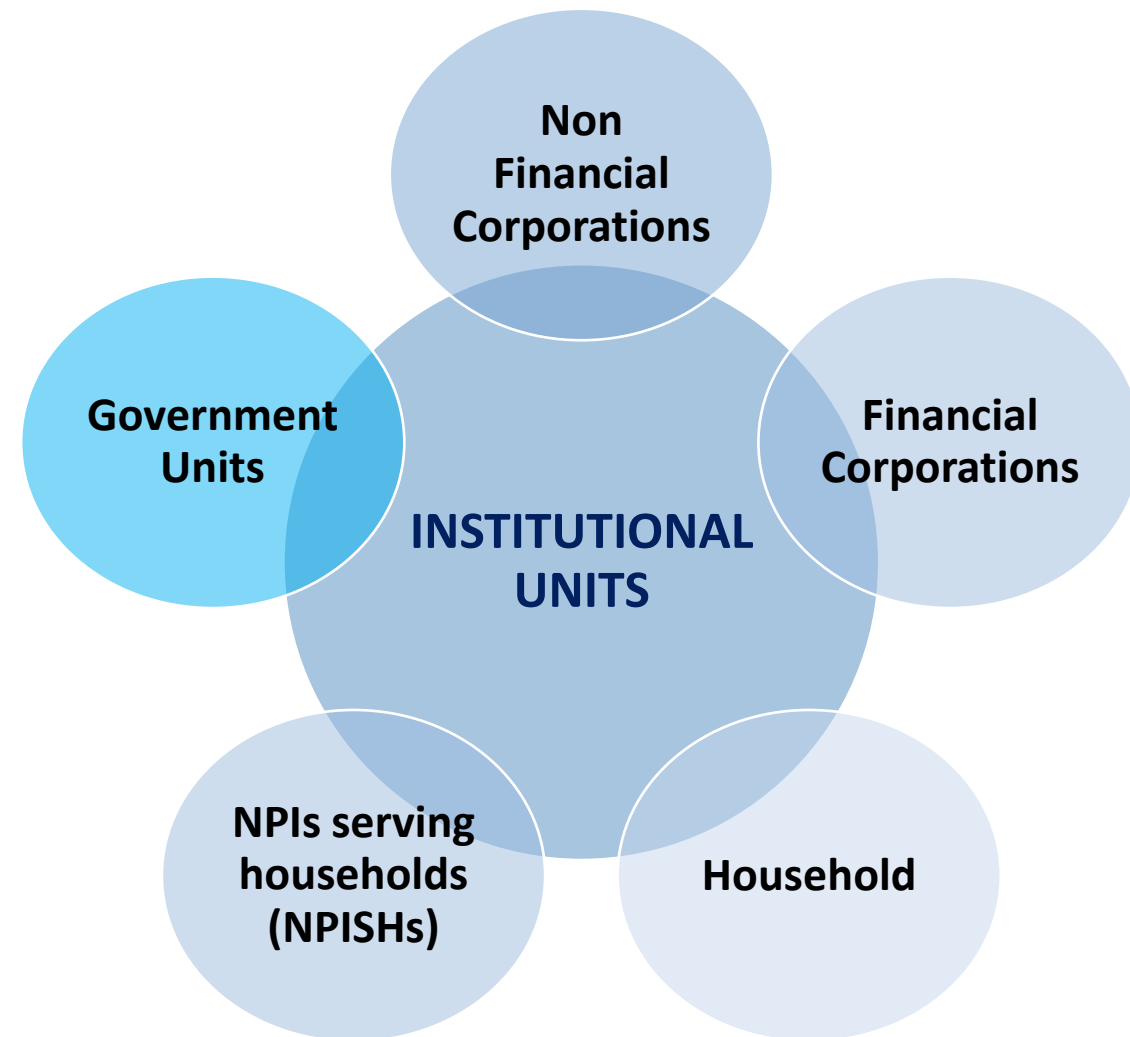 Non
Financial
Corporations
Government
Units
Financial
Corporations
INSTITUTIONAL
UNITS
NPIs serving
households
(NPISHs)
Household